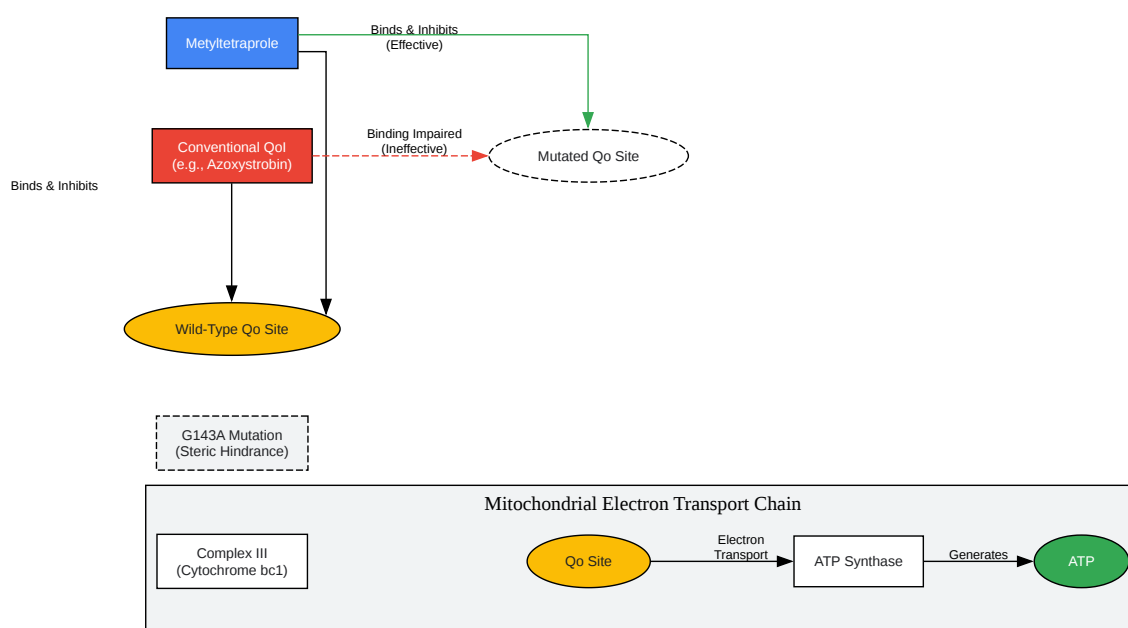 Metyltetraprole
Binds & Inhibits
(Effective)
Conventional QoI
(e.g., Azoxystrobin)
Binding Impaired
(Ineffective)
Mutated Qo Site
Binds & Inhibits
Wild-Type Qo Site
G143A Mutation
(Steric Hindrance)
Mitochondrial Electron Transport Chain
Complex III
(Cytochrome bc1)
Qo Site
Electron
Transport
ATP Synthase
Generates
ATP